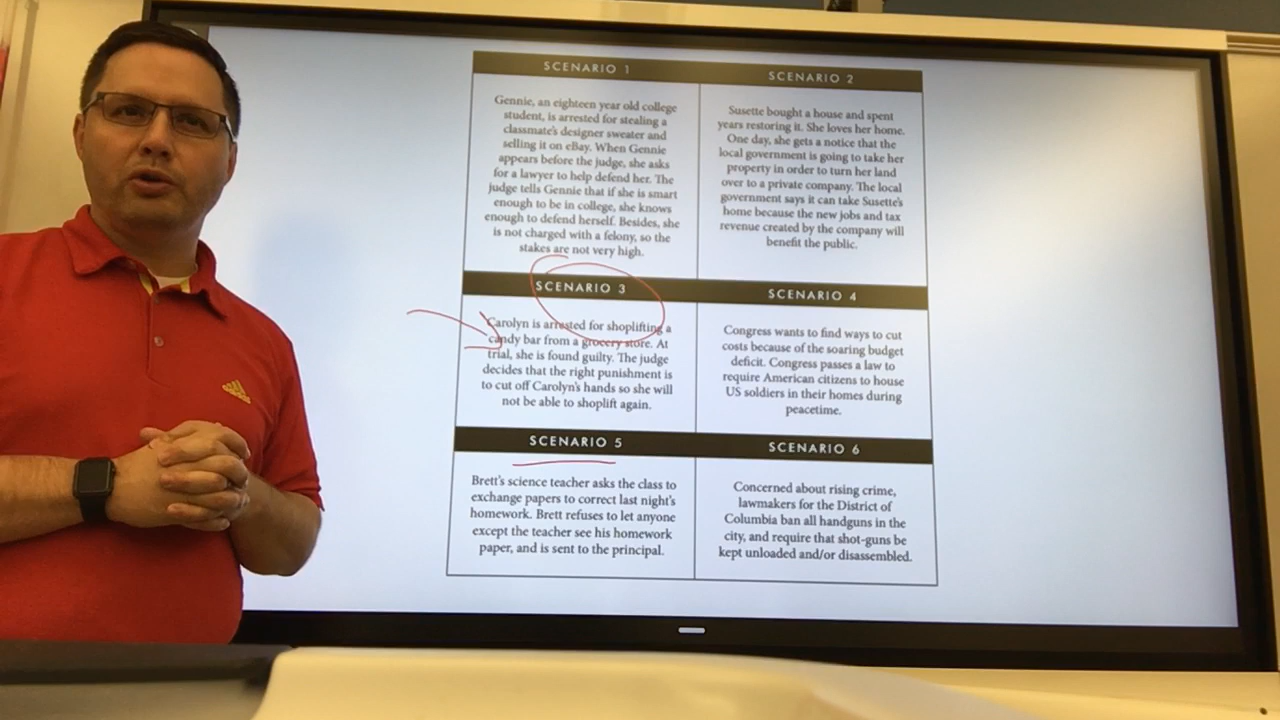 SCENARIO 1
Gennie, an eighteen year old college
student, is arrested for stealing a
classmate's designer sweater and
selling it on eBay. When Gennie
appears before the judge, she asks
for a lawyer to help defend her. The
judge tells Gennie that if she is smart
enough to be in college, she knows
enough to defend herself. Besides, she
is not charged with a felony, so the
stakes are not very high.
SCENARIO 2
Susette bought a house and spent
years restoring it. She loves her home.
One day, she gets a notice that the
local government is going to take her
property in order to turn her land
over to a private company. The local
government says it can take Susette's
home because the new jobs and tax
revenue created by the company will
benefit the public.
SCENARIO 3
Carolyn is arrested for shoplifting a
candy bar from a grocery store. At
trial, she is found guilty. The judge
decides that the right punishment is
to cut off Carolyn's hands so she will
not be able to shoplift again.
SCENARIO 4
Congress wants to find ways to cut
costs because of the soaring budget
deficit. Congress passes a law to
require American citizens to house
US soldiers in their homes during
peacetime.
SCENARIO 5
Brett's science teacher asks the class to
exchange papers to correct last night's
homework. Brett refuses to let anyone
except the teacher see his homework
paper, and is sent to the principal.
SCENARIO 6
Concerned about rising crime,
lawmakers for the District of
Columbia ban all handguns in the
city, and require that shot-guns be
kept unloaded and/or disassembled.
adidas